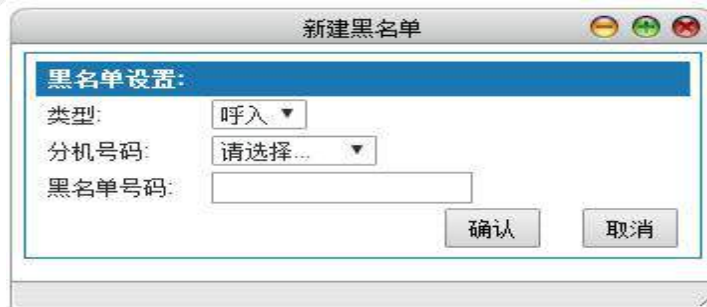 新建黑名单
黑名单设置:
类型: 呼入
分机号码: 请选择...
黑名单号码:
确认 取消